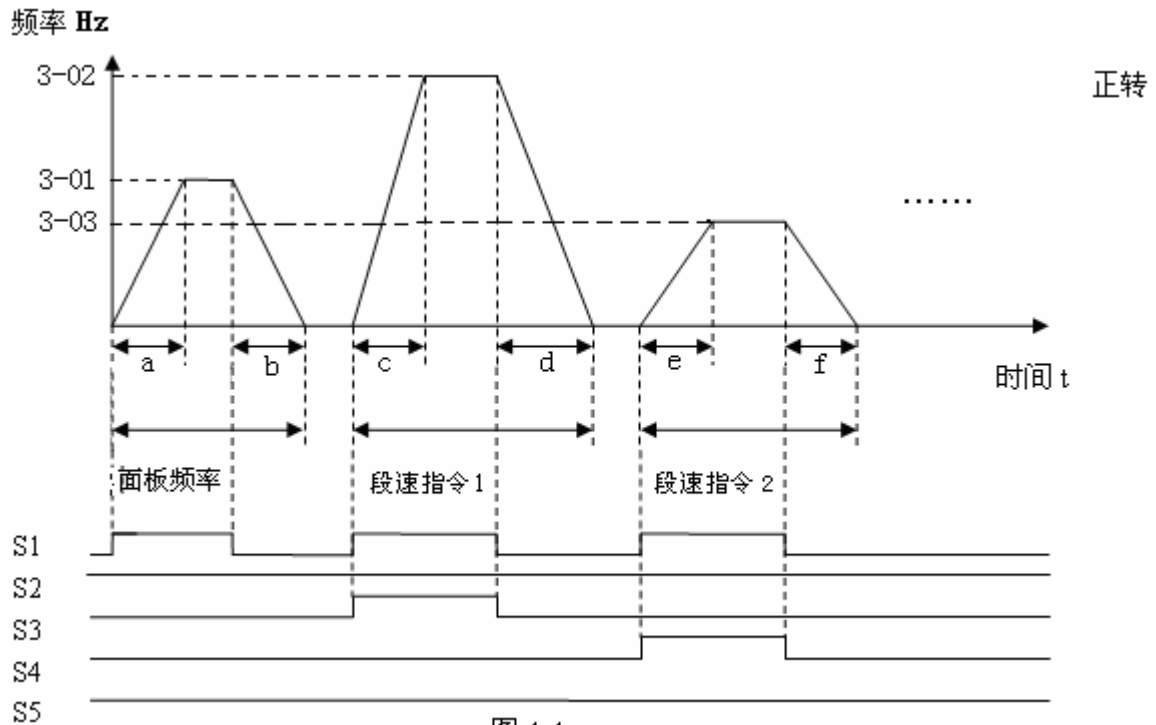 频率 Hz
3-02
正转
3-01
3-03
......
a
b
c
d
e
f
时间 t
面板频率
段速指令1
段速指令2
S1
S2
S3
S4
S5